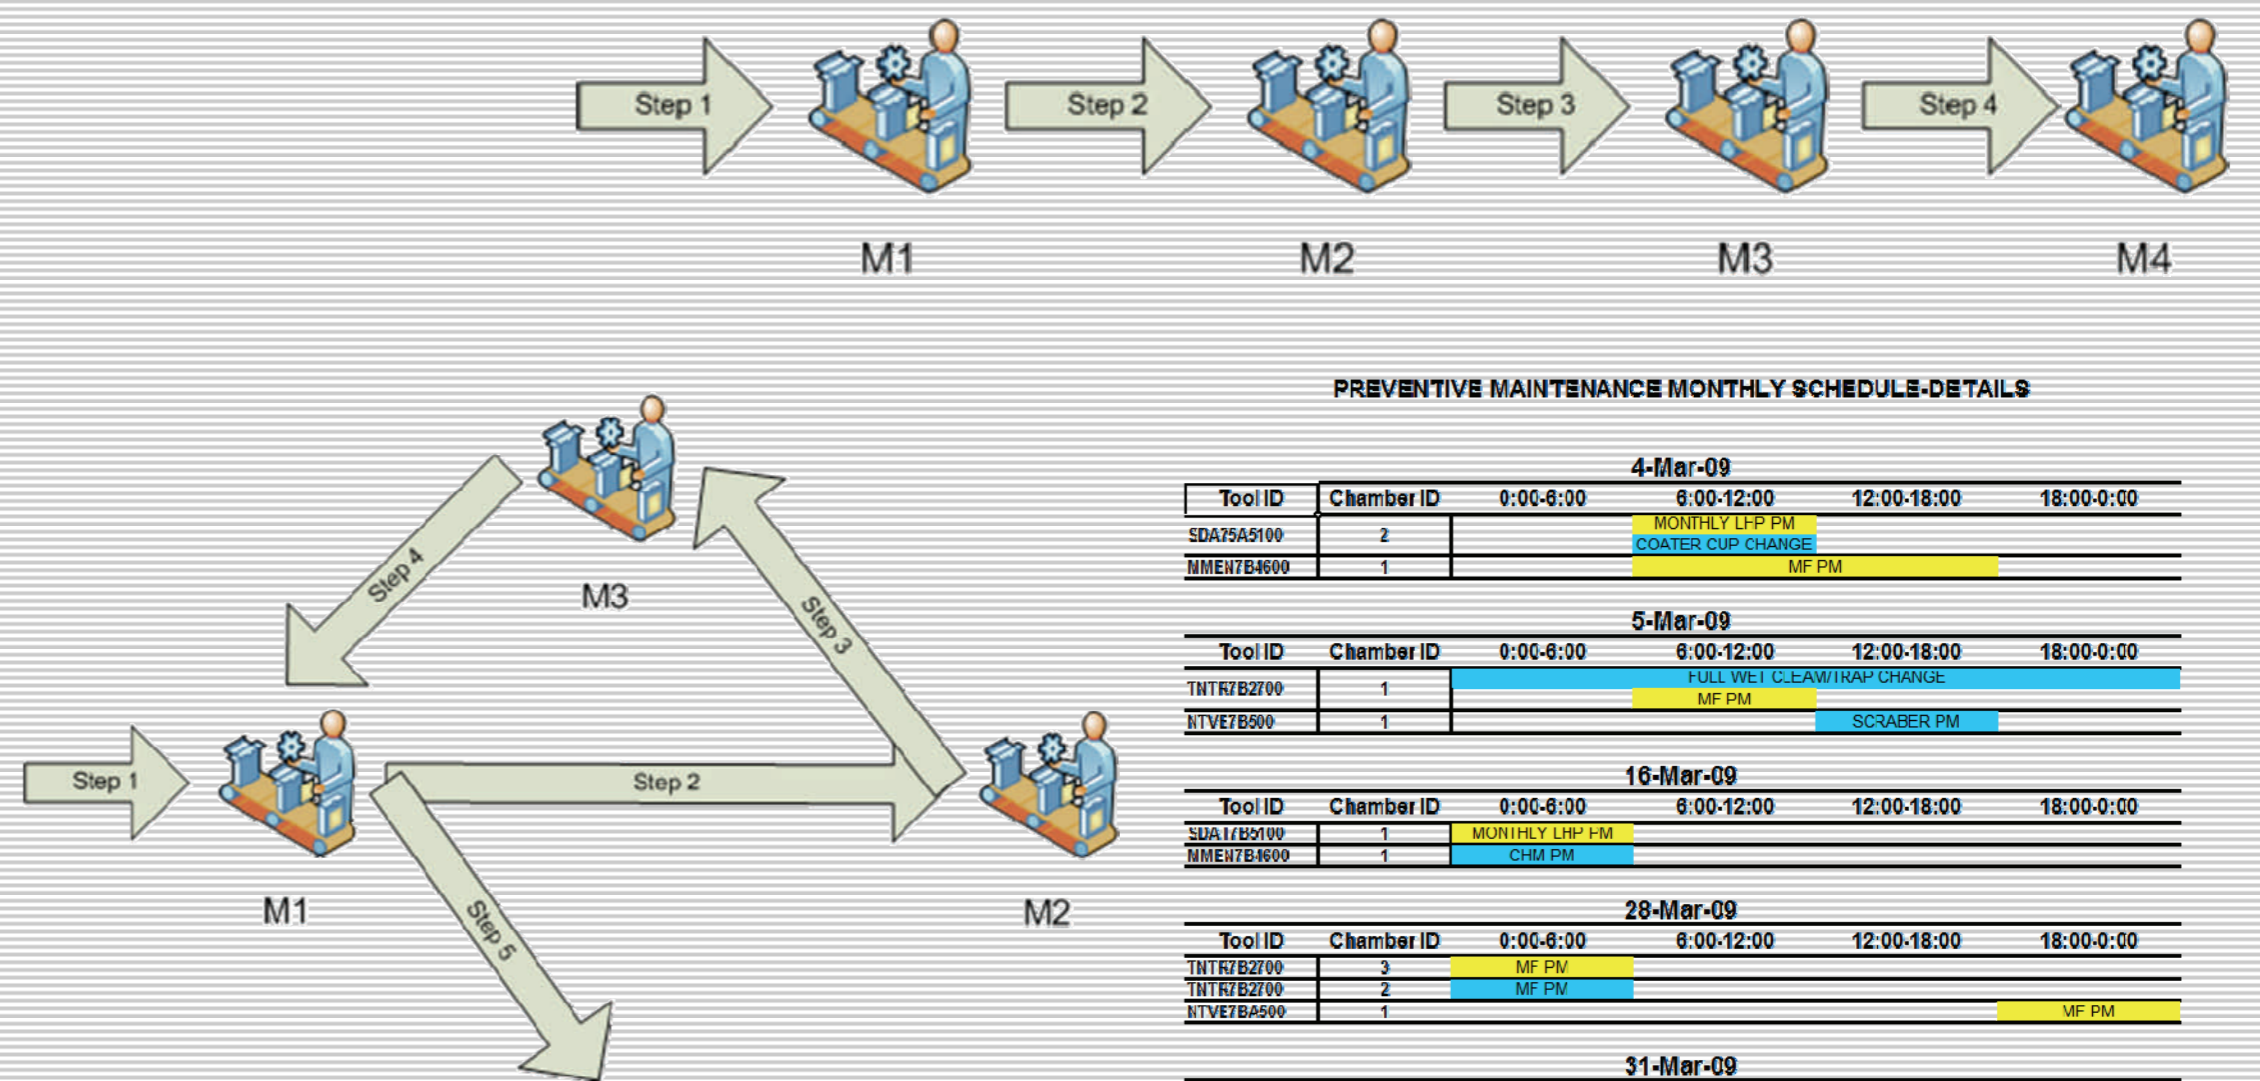 Step 1
Step 2
Step 3
Step 4
M1
M2
M3
M4
Step 4
M3
Step 3
Step 1
Step 2
M1
M2
Step 5
PREVENTIVE MAINTENANCE MONTHLY SCHEDULE-DETAILS
4-Mar-09
Tool ID Chamber ID 0:00-6:00 6:00-12:00 12:00-18:00 18:00-0:00
MONTHLY LHP PM
SDA75A5100 2
COATER CUP CHANGE
NMEN7B4600 1 MF PM
5-Mar-09
Tool ID Chamber ID 0:00-6:00 6:00-12:00 12:00-18:00 18:00-0:00
FULL WET CLEAM/TRAP CHANGE
1
MF PM
NTVE7B500 1 SCRABER PM
16-Mar-09
Tool ID Chamber ID 0:00-6:00 6:00-12:00 12:00-18:00 18:00-0:00
1 MONTHLY LHP PM
NMEN7B4600 1 CHM PM
28-Mar-09
Tool ID Chamber ID 0:00-6:00 6:00-12:00 12:00-18:00 18:00-0:00
3 MF PM
2 MF PM
NTVE7BA500 1 MF PM
31-Mar-09